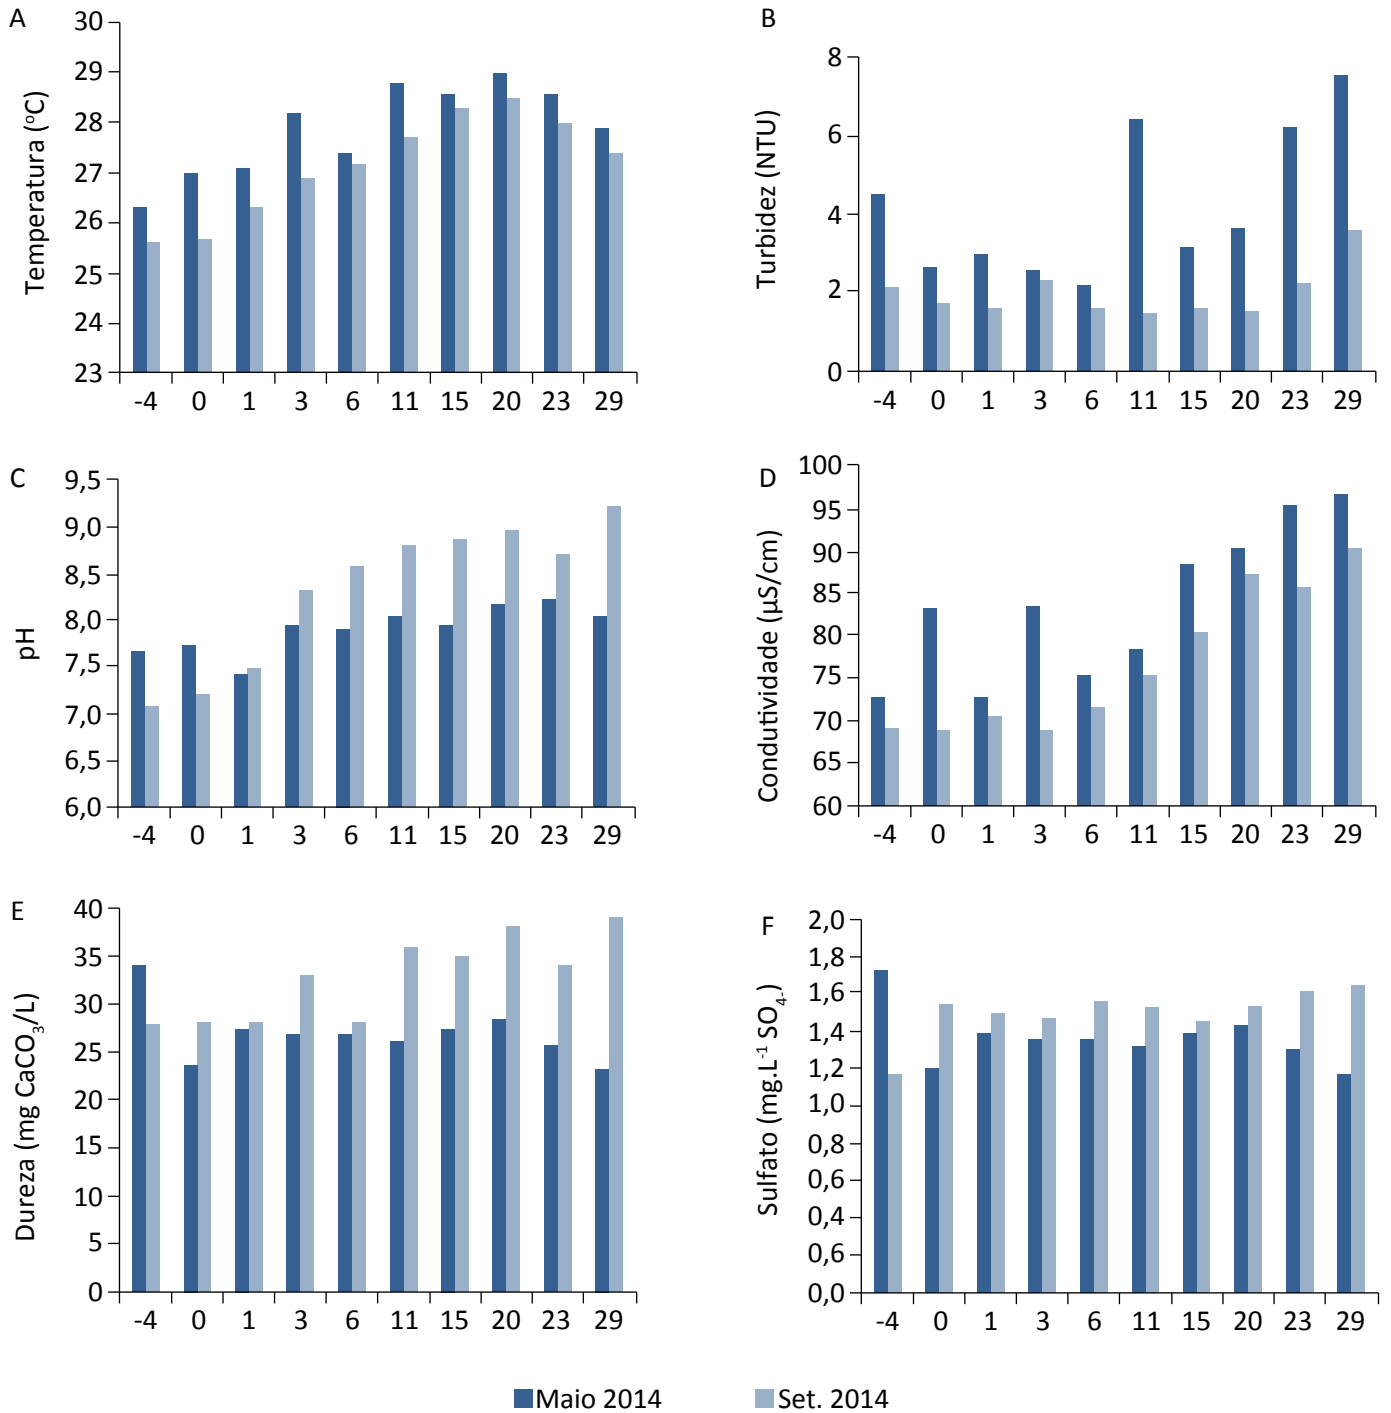 A
Temperatura (ºC)
30
29
28
27
26
25
24
23
-4 0 1 3 6 11 15 20 23 29
B
Turbidez (NTU)
8
6
4
2
0
-4 0 1 3 6 11 15 20 23 29
C
pH
9,5
9,0
8,5
8,0
7,5
7,0
6,5
6,0
-4 0 1 3 6 11 15 20 23 29
D
Condutividade (µS/cm)
100
95
90
85
80
75
70
65
60
-4 0 1 3 6 11 15 20 23 29
E
Dureza (mg CaCO₃/L)
40
35
30
25
20
15
10
5
0
-4 0 1 3 6 11 15 20 23 29
F
Sulfato (mg.L⁻¹ SO₄₋)
2,0
1,8
1,6
1,4
1,2
1,0
0,8
0,6
0,4
0,6
0,0
-4 0 1 3 6 11 15 20 23 29
Maio 2014 Set. 2014